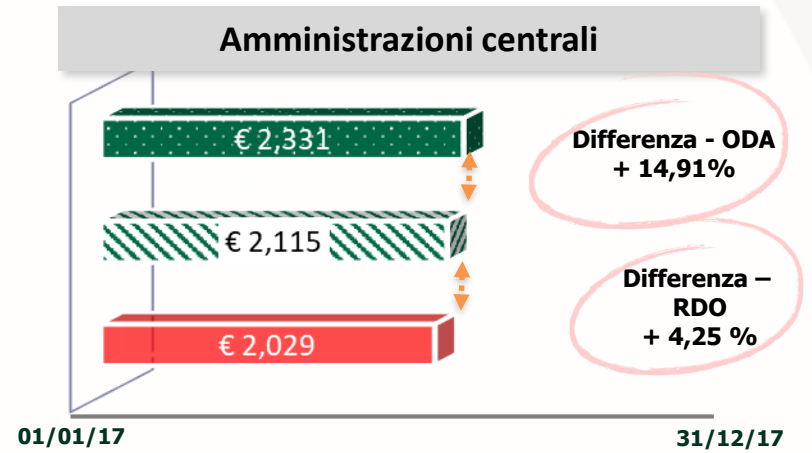 Amministrazioni centrali
€ 2,331
Differenza - ODA
+ 14,91%
€ 2,115
Differenza –
RDO
+ 4,25 %
€ 2,029
01/01/17
31/12/17